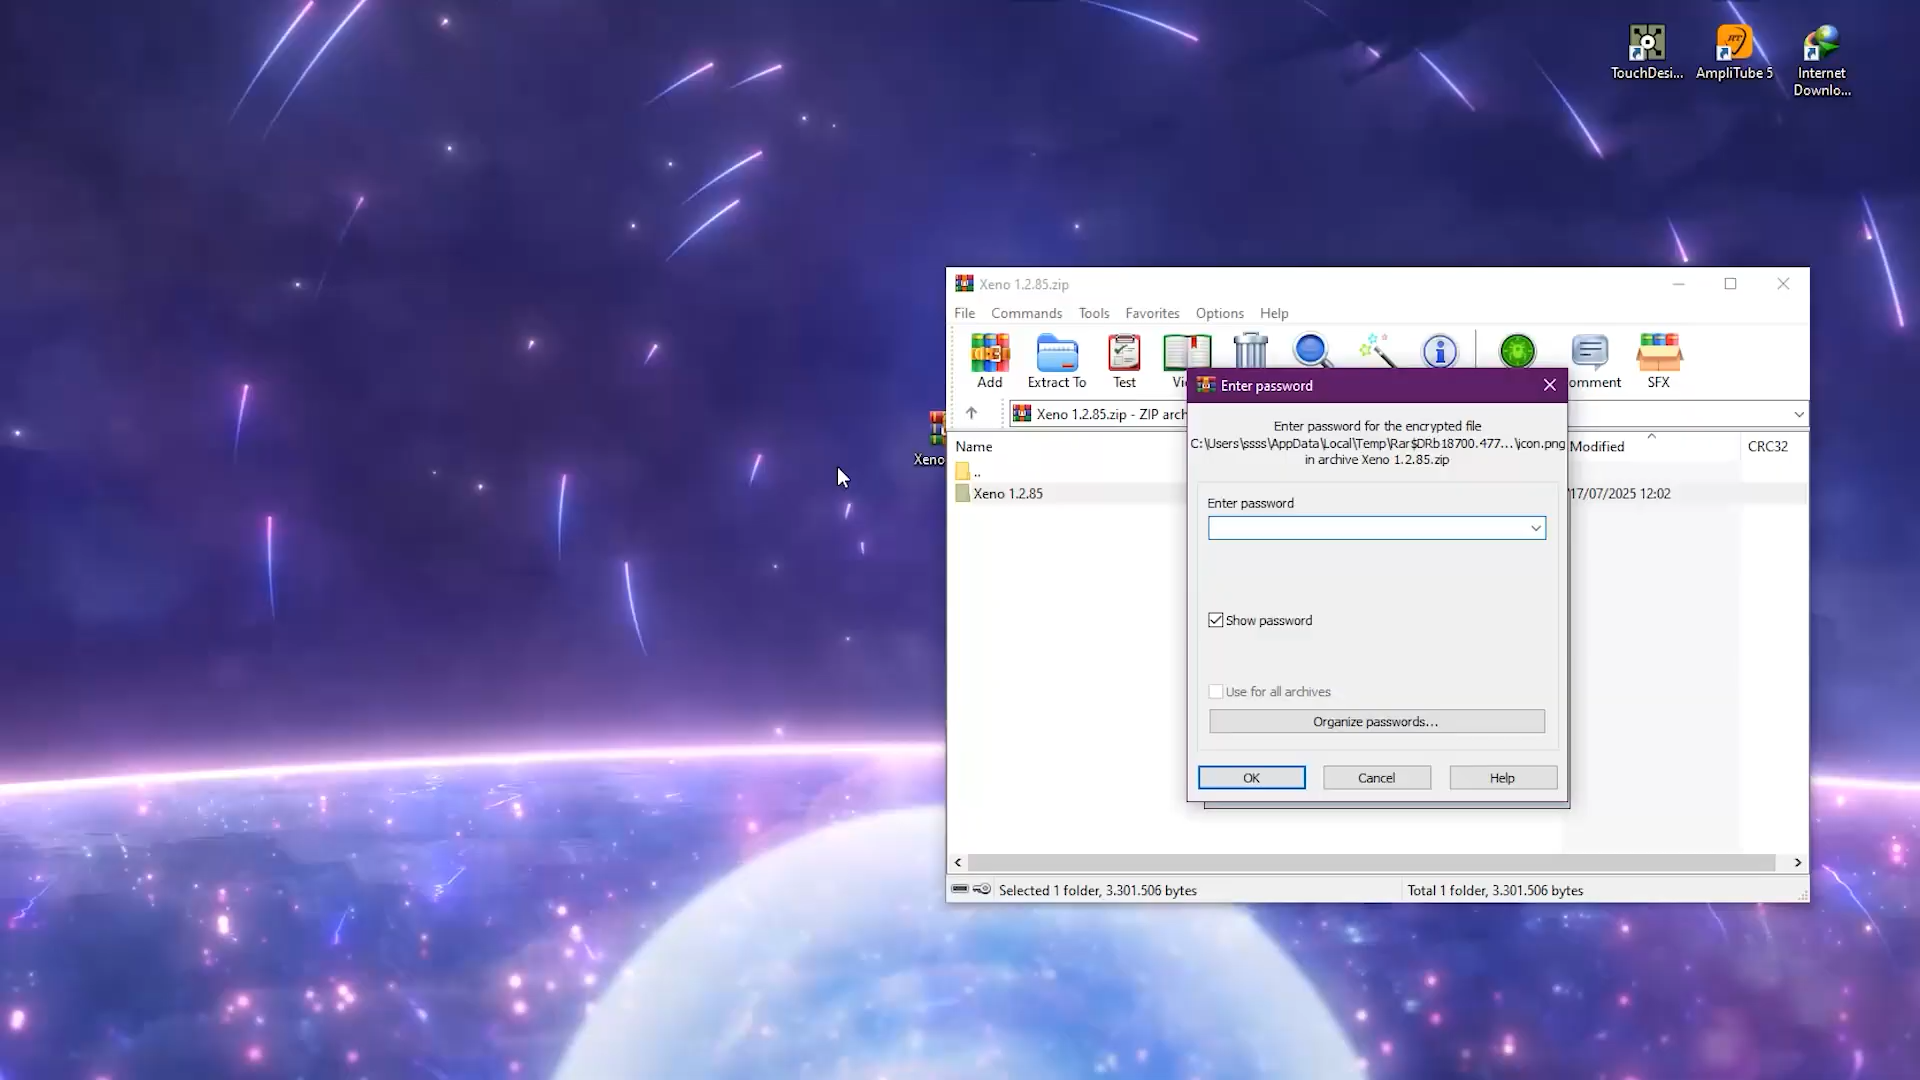 TouchDesi...
AmpliTube 5
Internet
Downlo...
Xeno
Xeno 1.2.85.zip
File Commands Tools Favorites Options Help
Add Extract To Test Vi omment SFX
Xeno 1.2.85.zip - ZIP arch
Name Modified CRC32
..
Xeno 1.2.85 17/07/2025 12:02
Enter password
Enter password for the encrypted file
C:\Users\ssss\AppData\Local\Temp\Rar$DRb18700.477...\icon.png
in archive Xeno 1.2.85.zip
Enter password
Show password
Use for all archives
Organize passwords...
OK Cancel Help
Selected 1 folder, 3.301.506 bytes Total 1 folder, 3.301.506 bytes